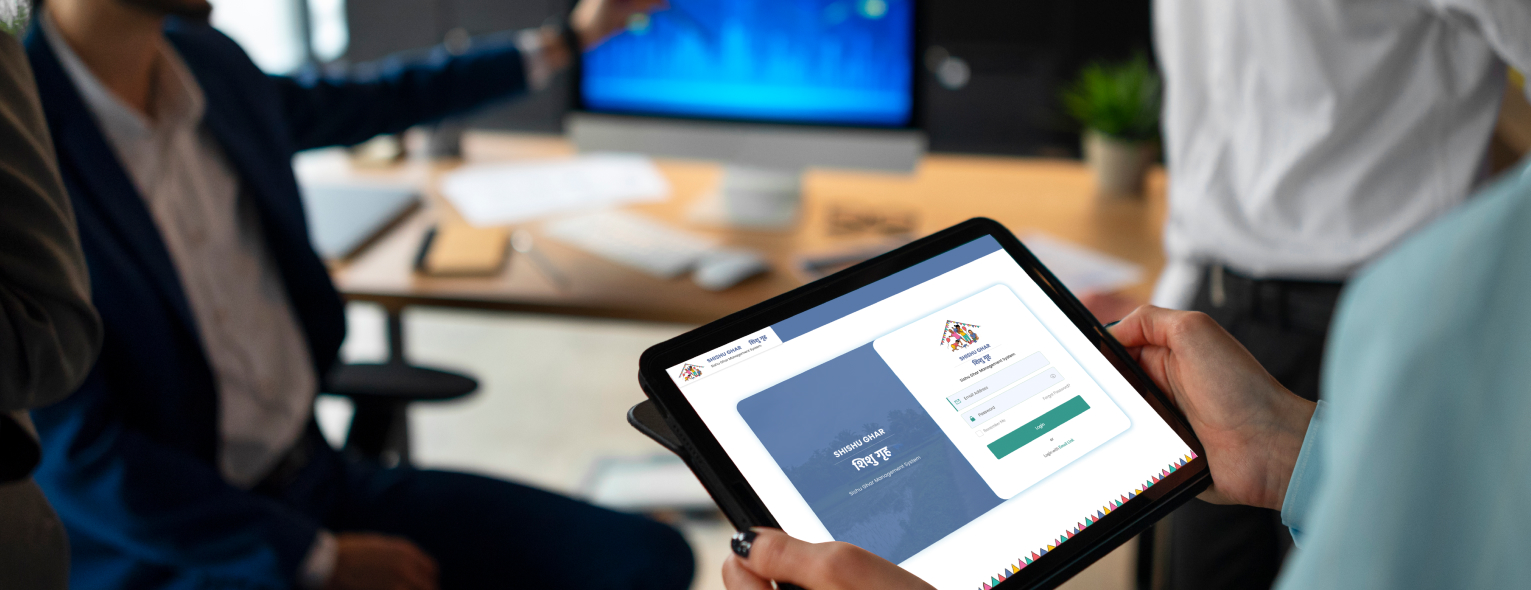 SHISHU GHAR शिशु गृह
Sishu Ghar Management System
SHISHU GHAR
शिशु गृह
Sishu Ghar Management System
SHISHU GHAR
शिशु गृह
Sishu Ghar Management System
Email Address
Password
Forgot Password?
Remember me
Login
or
Login with Email Link